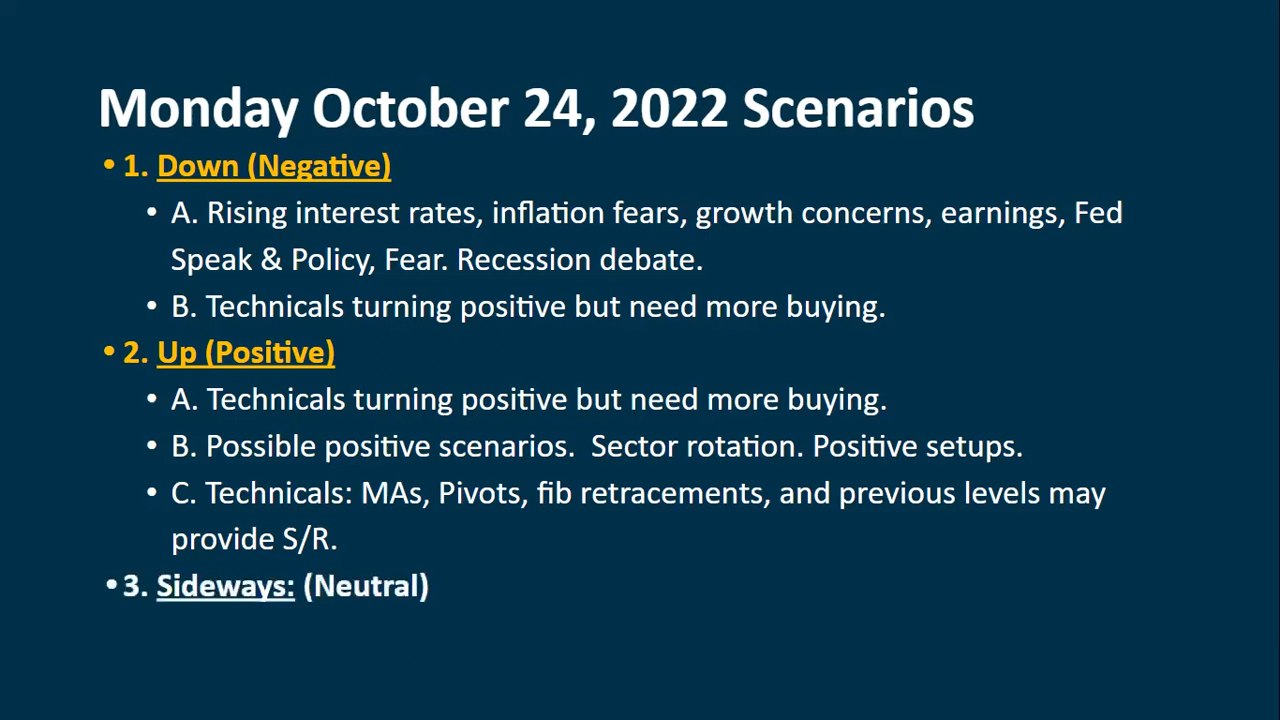 Monday October 24, 2022 Scenarios
• 1. Down (Negative)
• A. Rising interest rates, inflation fears, growth concerns, earnings, Fed
Speak & Policy, Fear. Recession debate.
• B. Technicals turning positive but need more buying.
• 2. Up (Positive)
• A. Technicals turning positive but need more buying.
• B. Possible positive scenarios.  Sector rotation. Positive setups.
• C. Technicals: MAs, Pivots, fib retracements, and previous levels may
provide S/R.
• 3. Sideways: (Neutral)